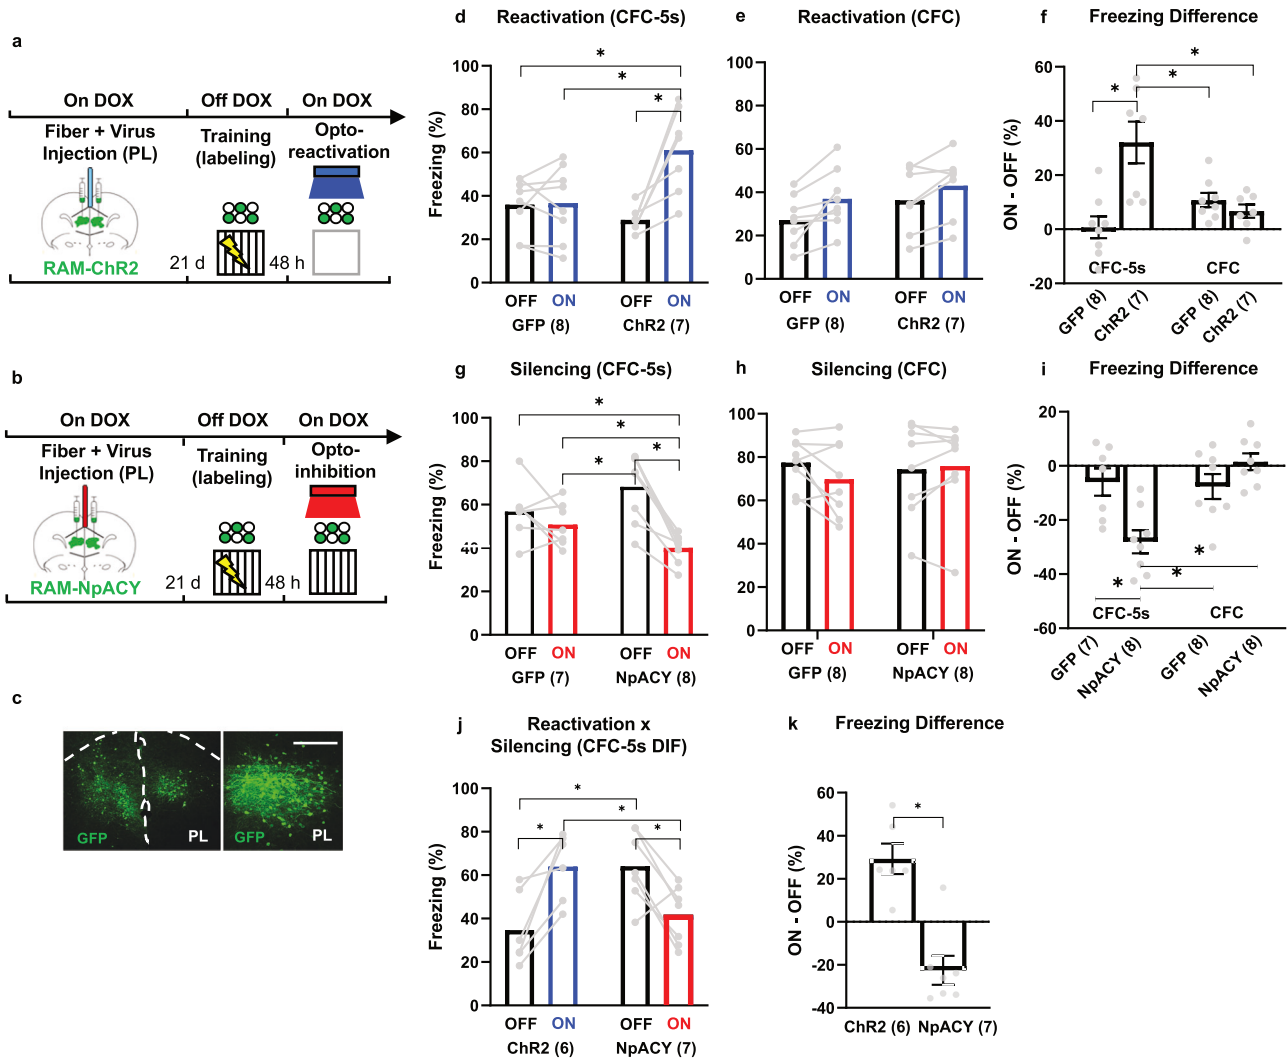 a
On DOX
Off DOX
On DOX
Fiber + Virus
Injection (PL)
Training
(labeling)
Opto-
reactivation
RAM-ChR2
21 d
48 h
b
On DOX
Off DOX
On DOX
Fiber + Virus
Injection (PL)
Training
(labeling)
Opto-
inhibition
RAM-NpACY
21 d
48 h
c
GFP
PL
GFP
PL
d
Reactivation (CFC-5s)
Freezing (%)
100
80
60
40
20
0
*
*
*
OFF
ON
OFF
ON
GFP (8)
ChR2 (7)
e
Reactivation (CFC)
100
80
60
40
20
0
OFF
ON
OFF
ON
GFP (8)
ChR2 (7)
f
Freezing Difference
ON - OFF (%)
60
40
20
0
-20
*
*
*
CFC-5s
CFC
GFP (8)
ChR2 (7)
GFP (8)
ChR2 (7)
g
Silencing (CFC-5s)
Freezing (%)
100
80
60
40
20
0
*
*
*
*
OFF
ON
OFF
ON
GFP (7)
NpACY (8)
h
Silencing (CFC)
100
80
60
40
20
0
OFF
ON
OFF
ON
GFP (8)
NpACY (8)
i
Freezing Difference
ON - OFF (%)
20
0
-20
-40
-60
*
*
*
CFC-5s
CFC
GFP (7)
NpACY (8)
GFP (8)
NpACY (8)
j
Reactivation x
Silencing (CFC-5s DIF)
Freezing (%)
100
80
60
40
20
0
*
*
*
*
OFF
ON
OFF
ON
ChR2 (6)
NpACY (7)
k
Freezing Difference
ON - OFF (%)
60
40
20
0
-20
-40
*
ChR2 (6)
NpACY (7)